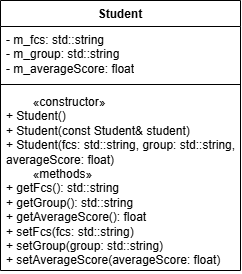 Student
- m_fcs: std::string
- m_group: std::string
- m_averageScore: float
«constructor»
+ Student()
+ Student(const Student& student)
+ Student(fcs: std::string, group: std::string,
averageScore: float)
«methods»
+ getFcs(): std::string
+ getGroup(): std::string
+ getAverageScore(): float
+ setFcs(fcs: std::string)
+ setGroup(group: std::string)
+ setAverageScore(averageScore: float)